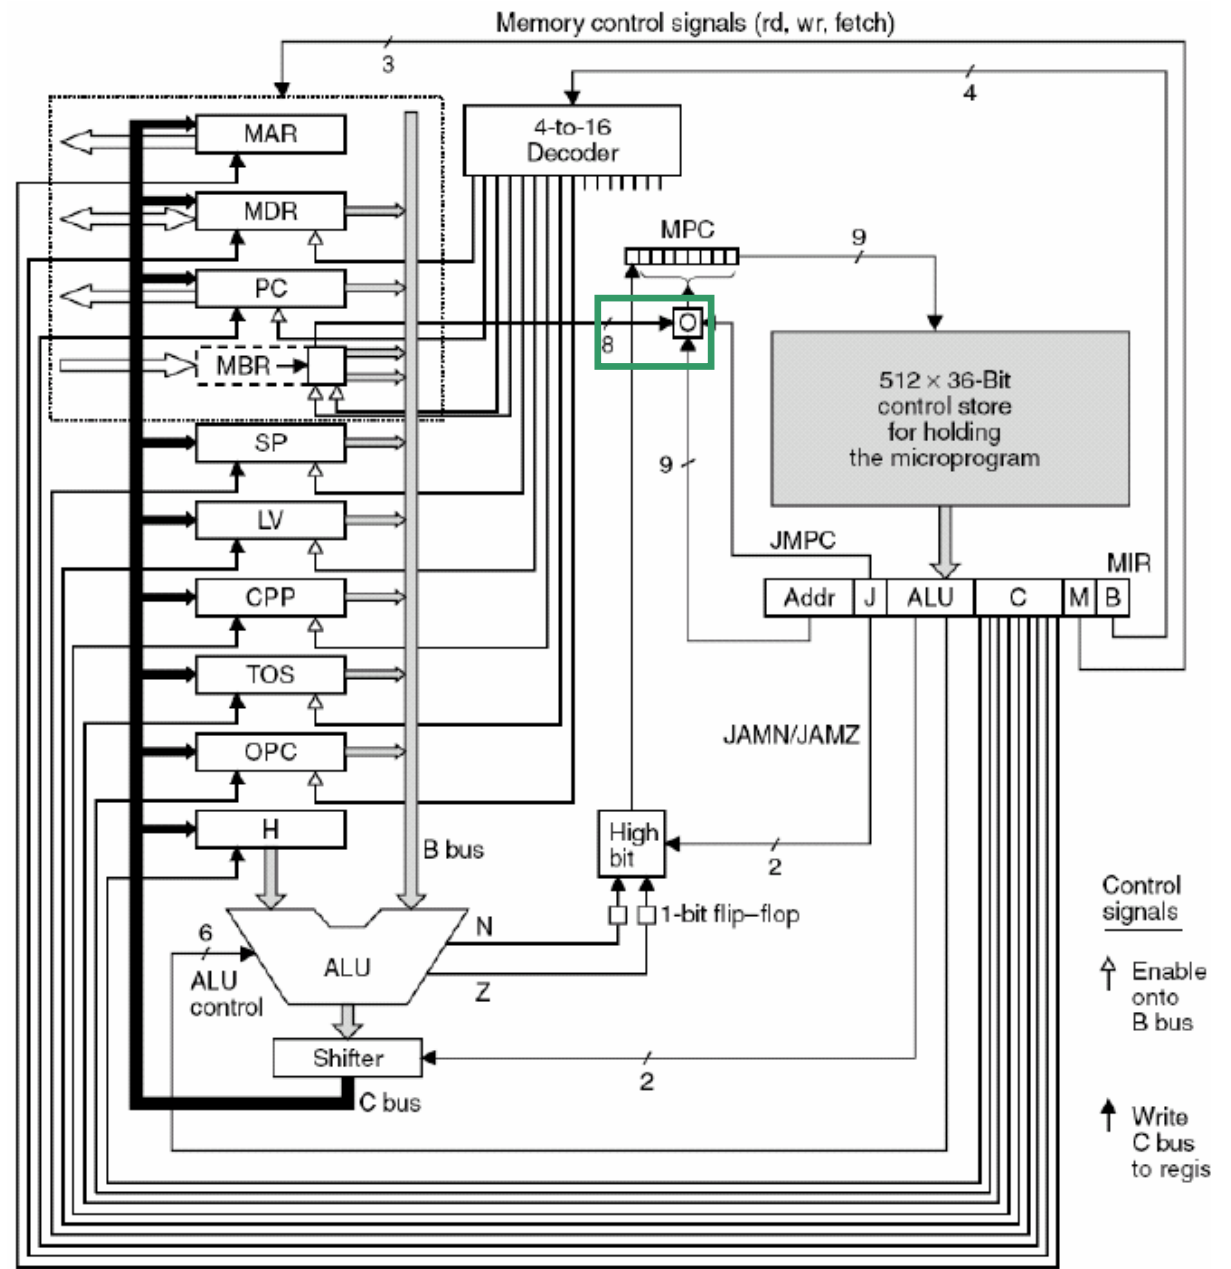 Memory control signals (rd, wr, fetch)
3
4
MAR
4-to-16
Decoder
MDR
MPC
9
PC
O
8
MBR
512 × 36-Bit
control store
for holding
the microprogram
SP
9
LV
JMPC
MIR
Addr J ALU C M B
CPP
TOS
JAMN/JAMZ
OPC
H
High
bit
2
B bus
Control
signals
1-bit flip–flop
N
6
ALU
ALU
control
Z
Enable
onto
B bus
Shifter
2
C bus
Write
C bus
to regis